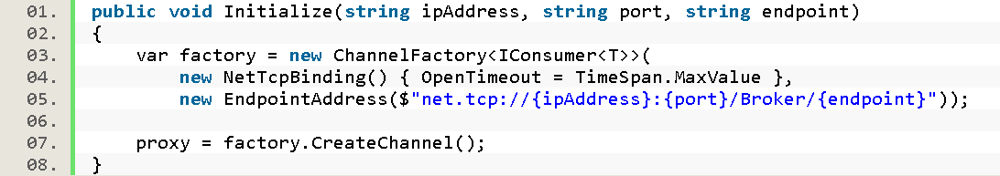 01. public void Initialize(string ipAddress, string port, string endpoint)
02. {
03.     var factory = new ChannelFactory<IConsumer<T>>(
04.         new NetTcpBinding() { OpenTimeout = TimeSpan.MaxValue },
05.         new EndpointAddress($"net.tcp://{ipAddress}:{port}/Broker/{endpoint}"));
06.
07.     proxy = factory.CreateChannel();
08. }